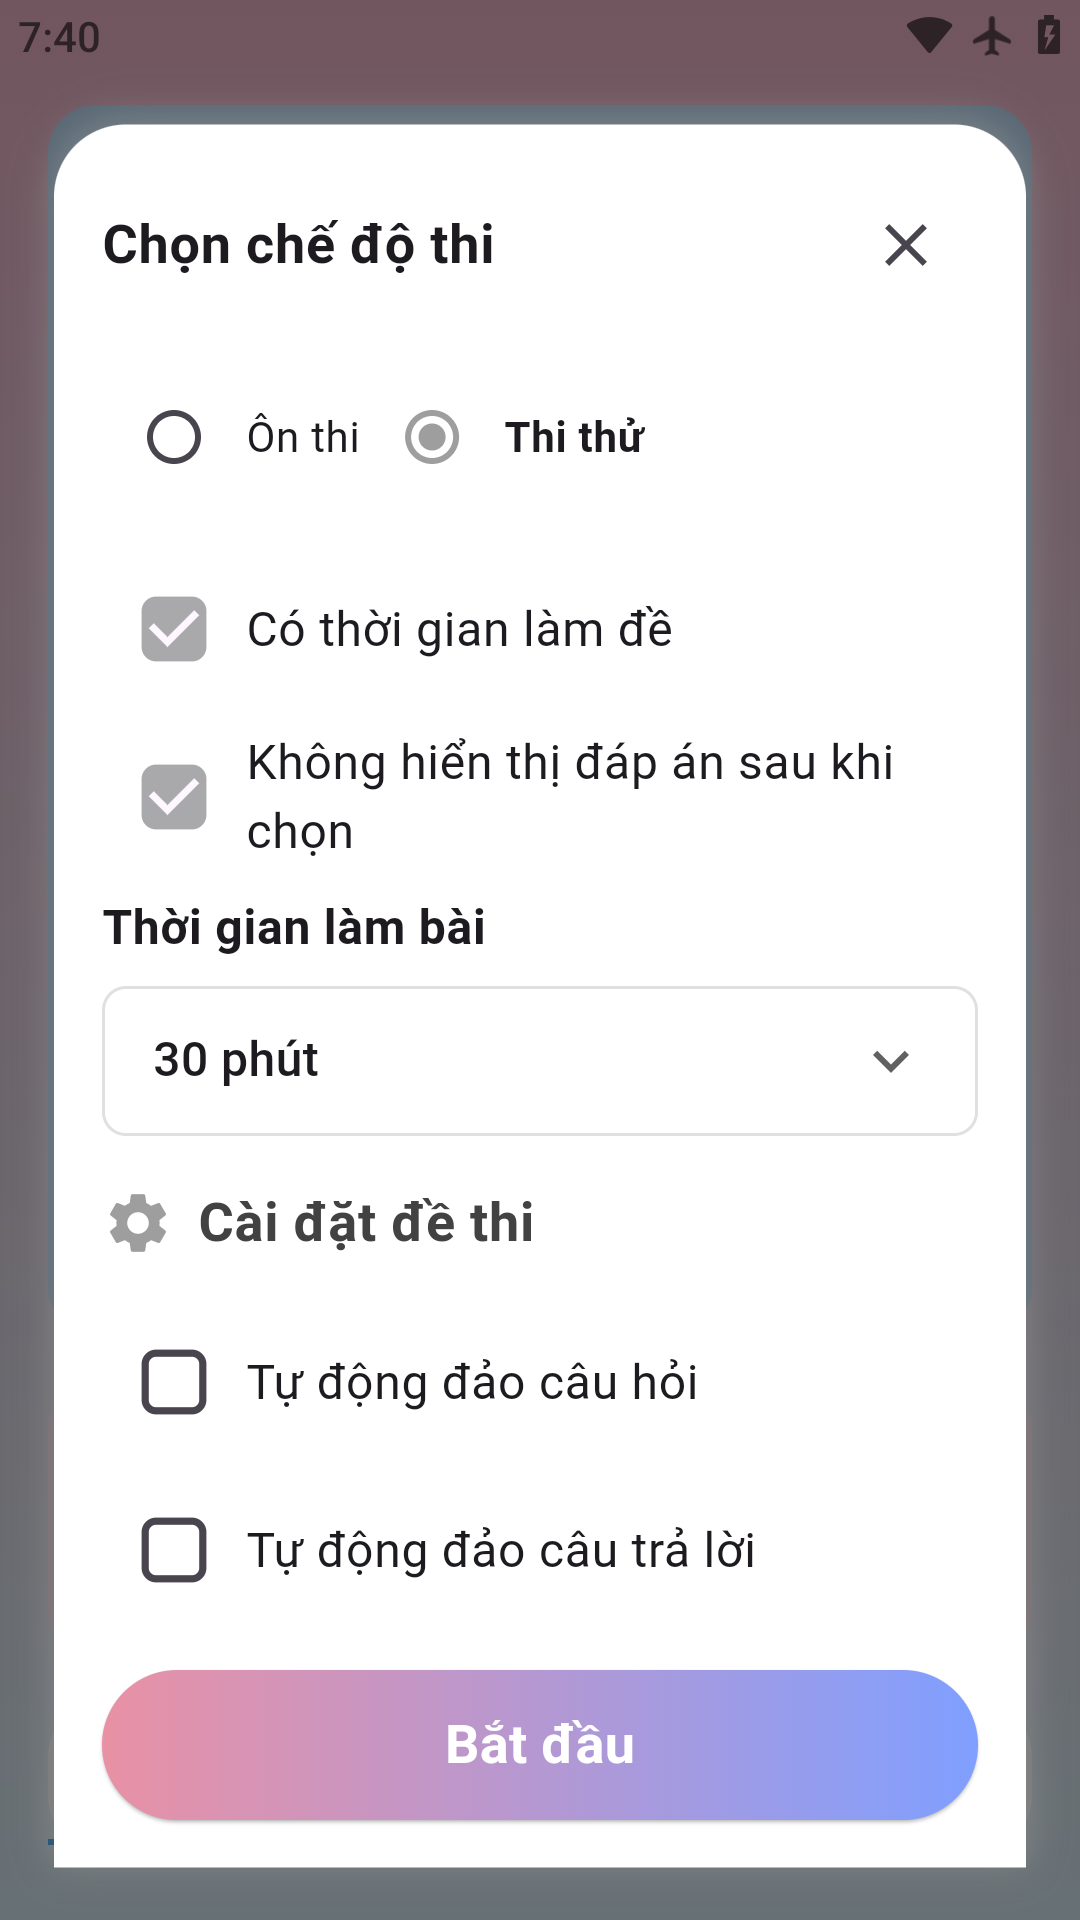 7:40
Chọn chế độ thi
Ôn thi
Thi thử
Có thời gian làm đề
Không hiển thị đáp án sau khi
chọn
Thời gian làm bài
30 phút
Cài đặt đề thi
Tự động đảo câu hỏi
Tự động đảo câu trả lời
Bắt đầu